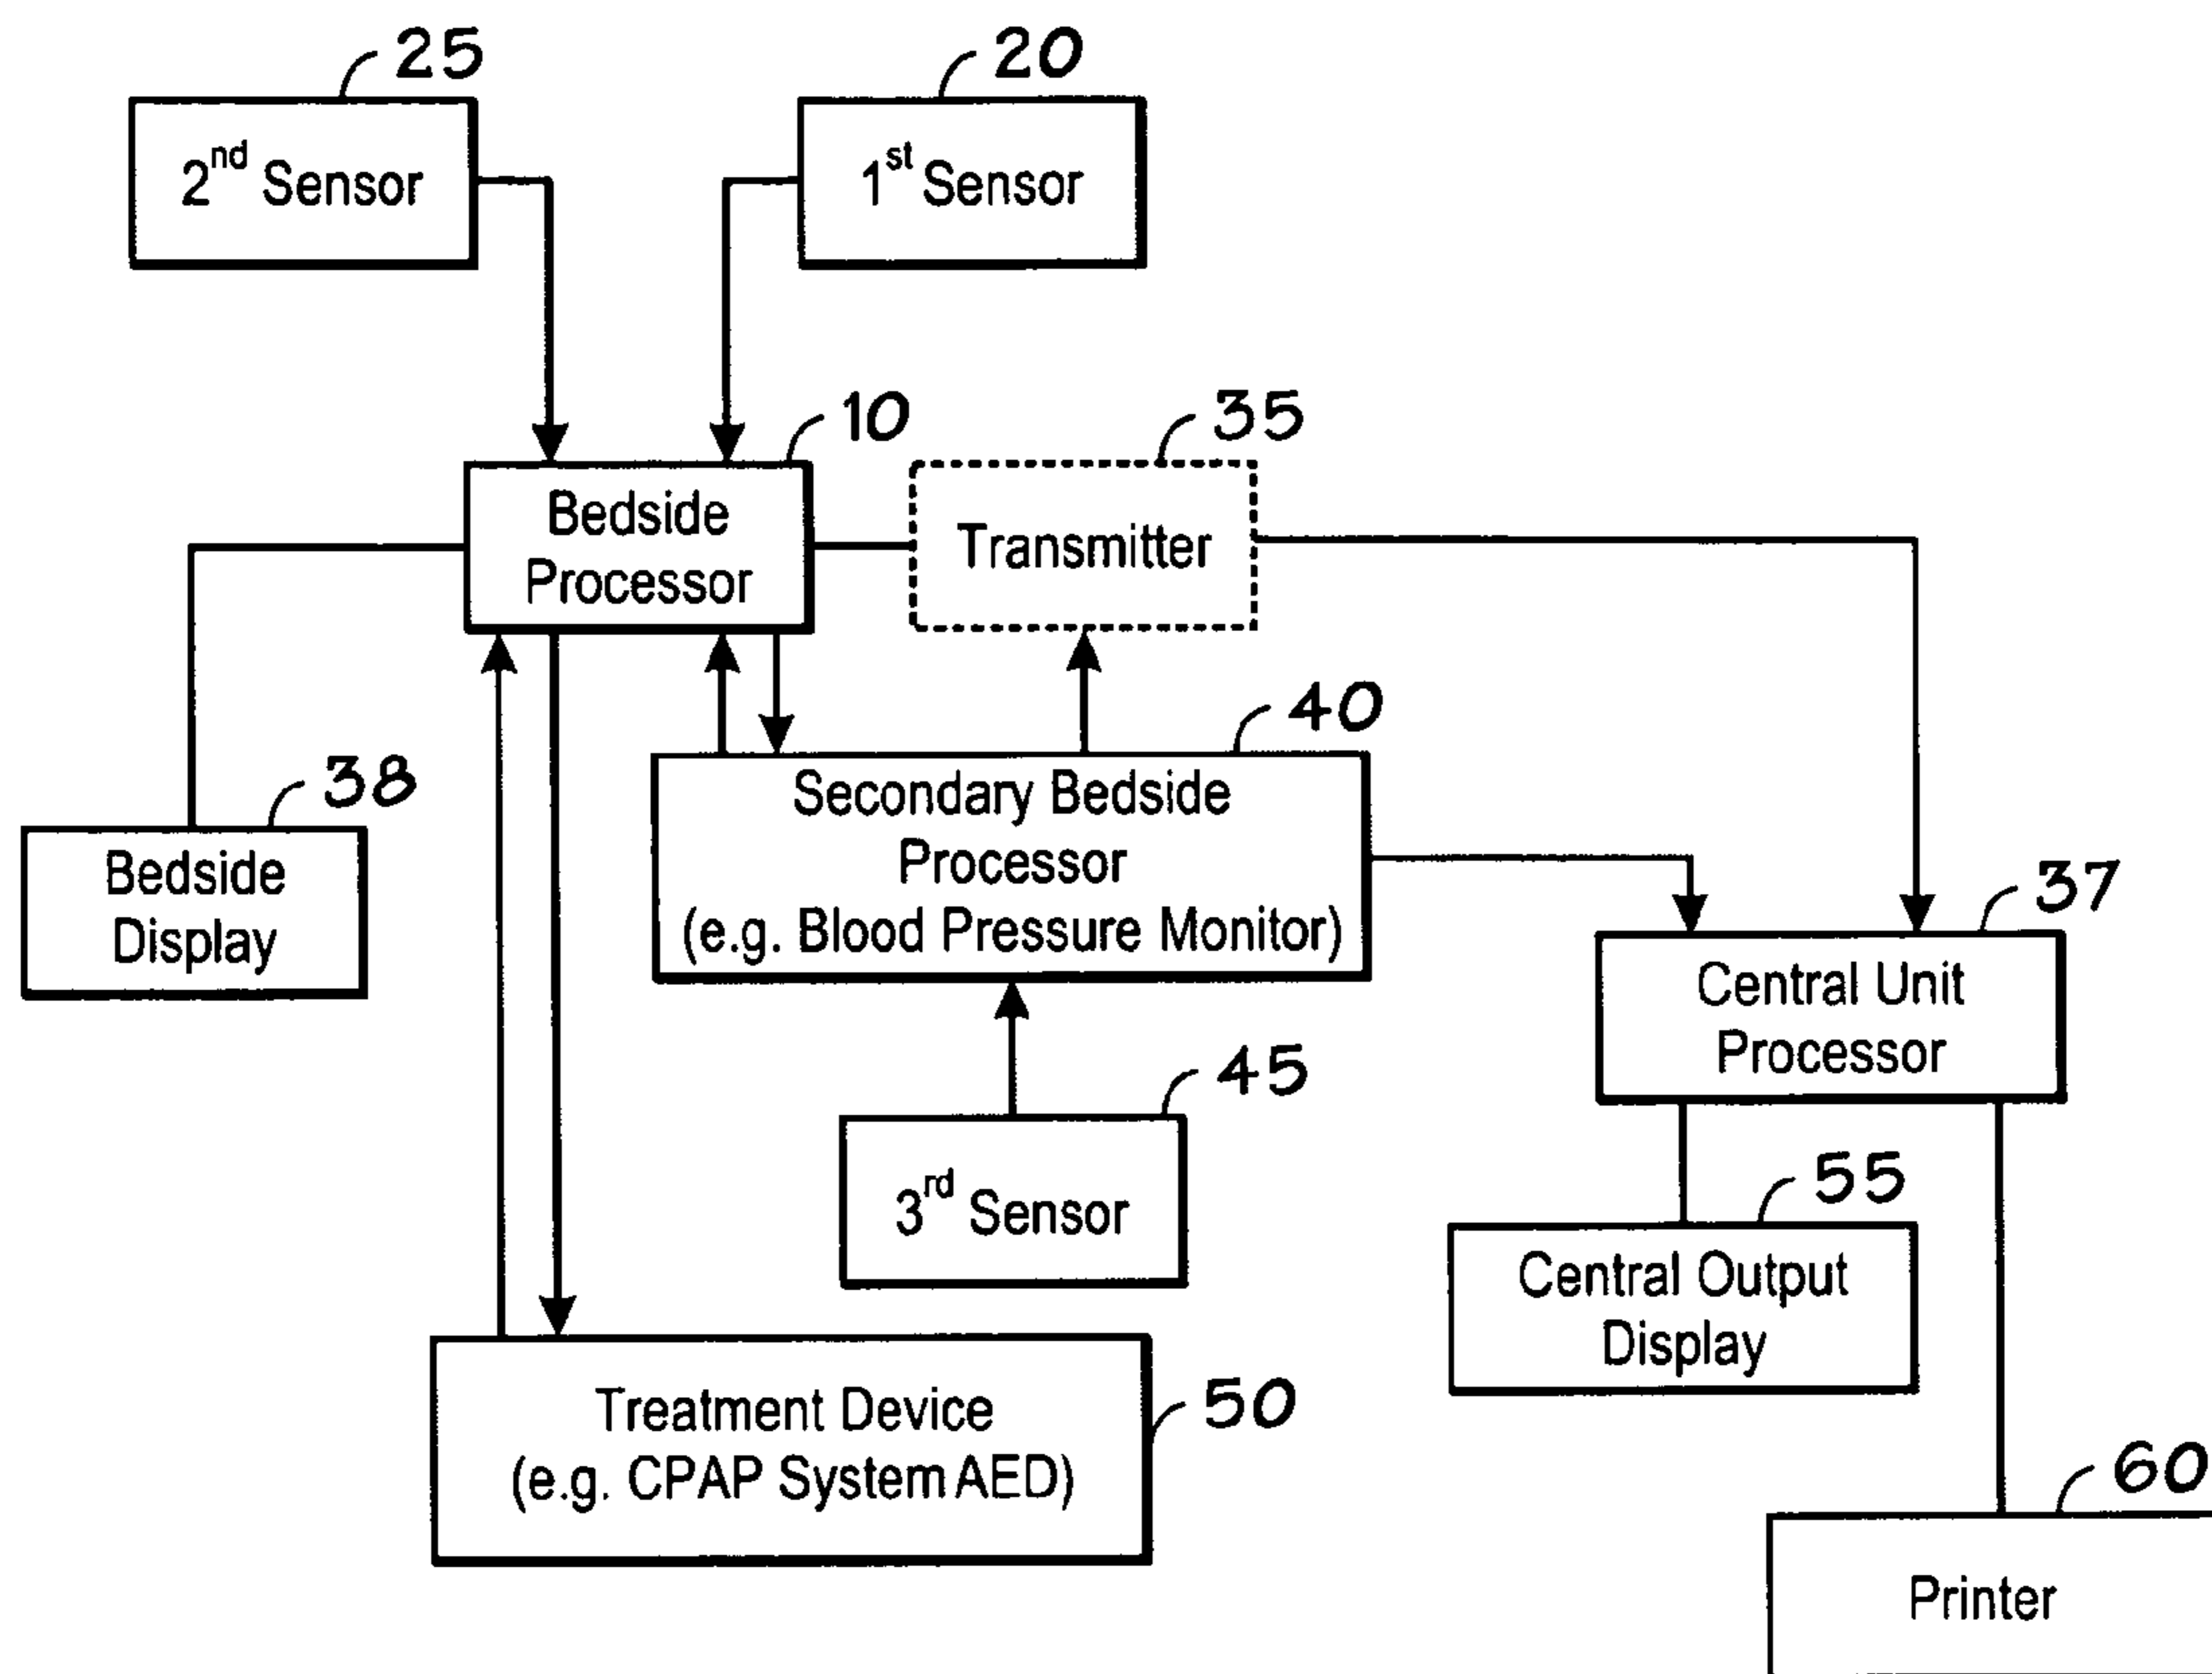 25
20
2nd Sensor
1st Sensor
10
35
Bedside
Processor
Transmitter
40
38
Secondary Bedside
Processor
(e.g. Blood Pressure Monitor)
Bedside
Display
37
Central Unit
Processor
45
3rd Sensor
55
Central Output
Display
50
Treatment Device
(e.g. CPAP System AED)
60
Printer